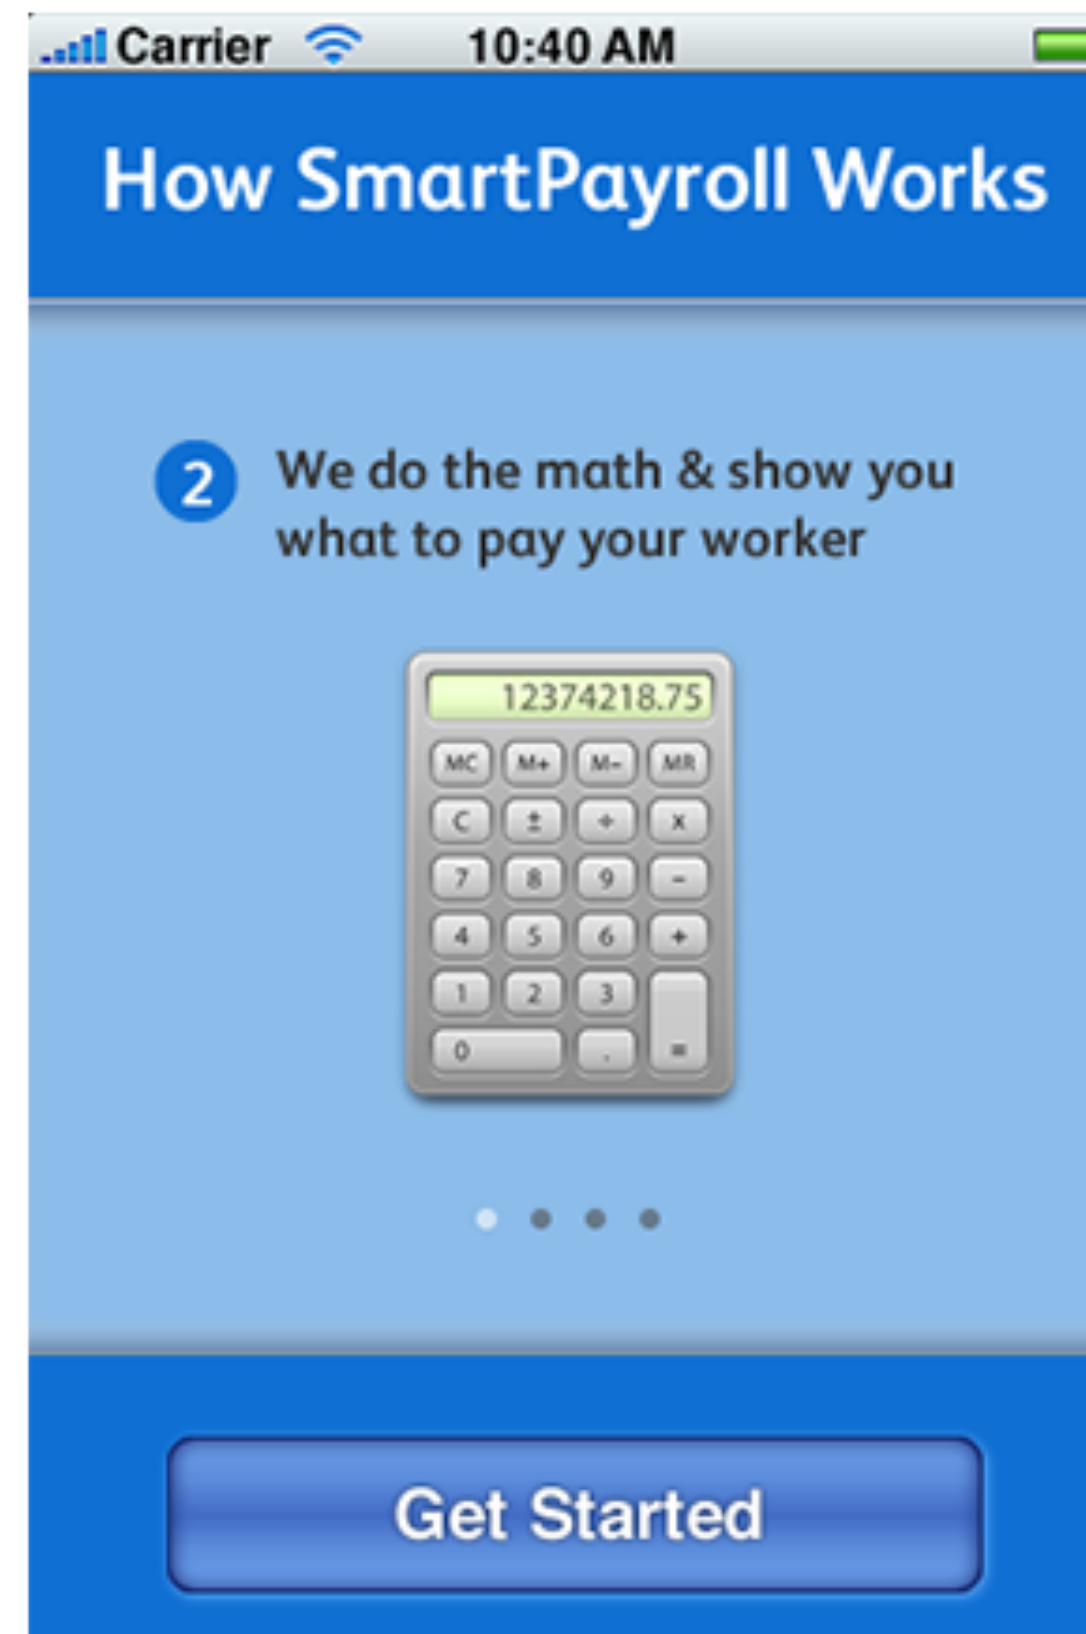 Carrier 10:40 AM
How SmartPayroll Works
2 We do the math & show you
what to pay your worker
12374218.75
MC M+ M- MR
C ± ÷ x
7 8 9 -
4 5 6 +
1 2 3
0 . =
Get Started